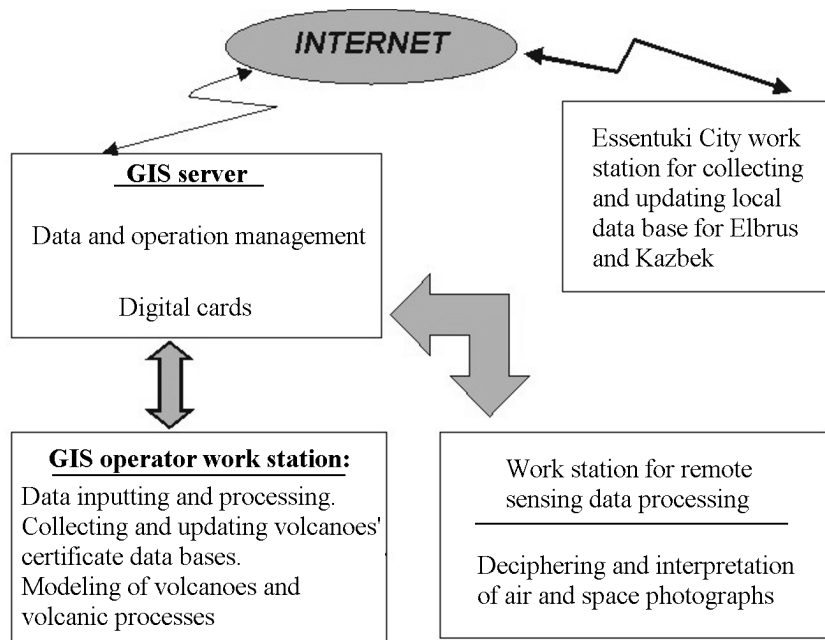 INTERNET
GIS server
Data and operation management
Digital cards
Essentuki City work
station for collecting
and updating local
data base for Elbrus
and Kazbek
GIS operator work station:
Data inputting and processing.
Collecting and updating volcanoes'
certificate data bases.
Modeling of volcanoes and
volcanic processes
Work station for remote
sensing data processing
Deciphering and interpretation
of air and space photographs